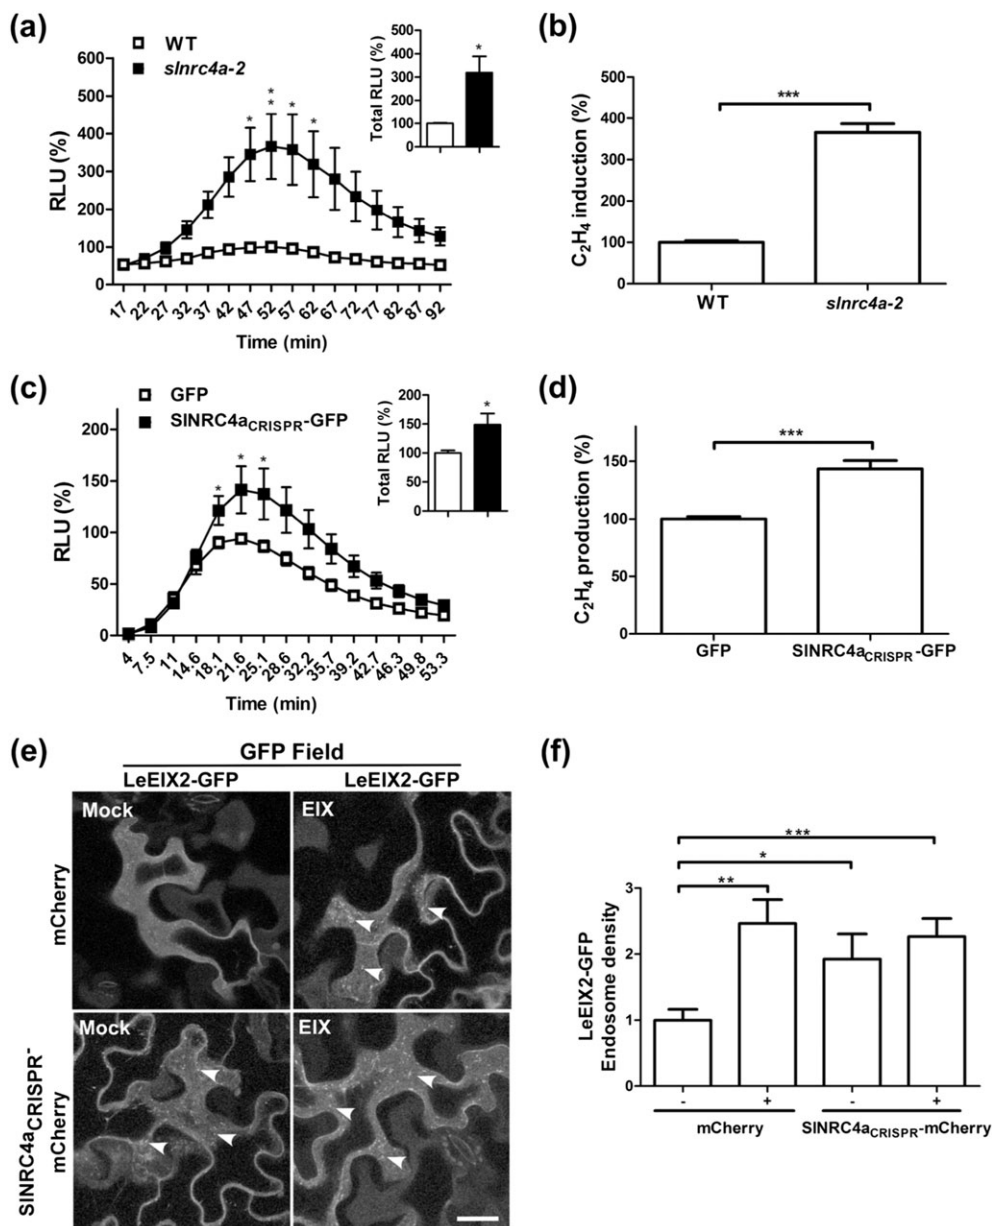 (a)
WT
slnrc4a-2
RLU (%)
600
500
400
300
200
100
0
*
*
*
*
*
17 22 27 32 37 42 47 52 57 62 67 72 77 82 87 92
Time (min)
Total RLU (%)
500
400
300
200
100
0
*
(b)
C2H4 induction (%)
500
400
300
200
100
0
***
WT slnrc4a-2
(c)
GFP
SlNRC4aCRISPR-GFP
RLU (%)
200
150
100
50
0
* * *
4 7.5 11 14.6 18.1 21.6 25.1 28.6 32.2 35.7 39.2 42.7 46.3 49.8 53.3
Time (min)
Total RLU (%)
200
150
100
50
0
*
(d)
C2H4 production (%)
150
100
50
0
***
GFP SlNRC4aCRISPR-GFP
(e)
GFP Field
LeEIX2-GFP LeEIX2-GFP
mCherry
Mock EIX
SlNRC4aCRISPR-
mCherry
Mock EIX
(f)
LeEIX2-GFP
Endosome density
3
2
1
0
***
*
**
- + - +
mCherry SlNRC4aCRISPR-mCherry